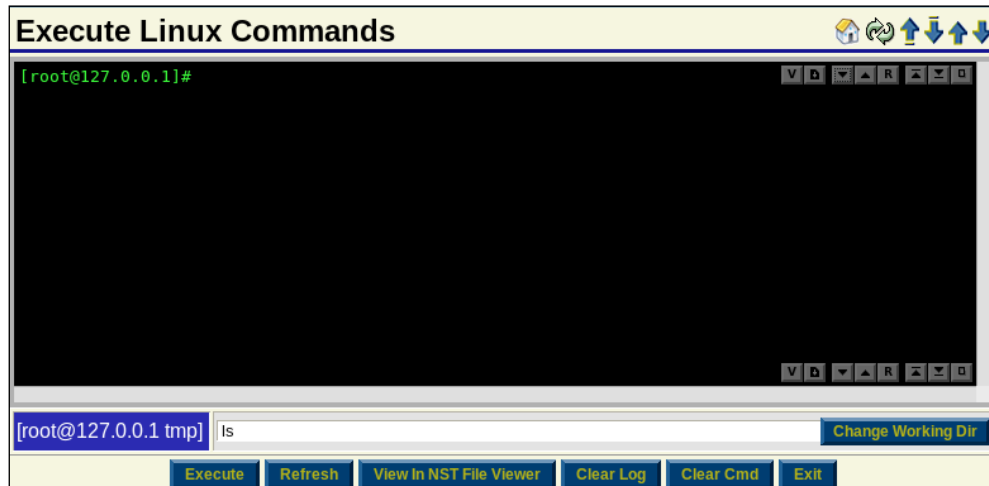 Execute Linux Commands
[root@127.0.0.1]#
V D R
V D R
[root@127.0.0.1 tmp] ls Change Working Dir
Execute Refresh View In NST File Viewer Clear Log Clear Cmd Exit